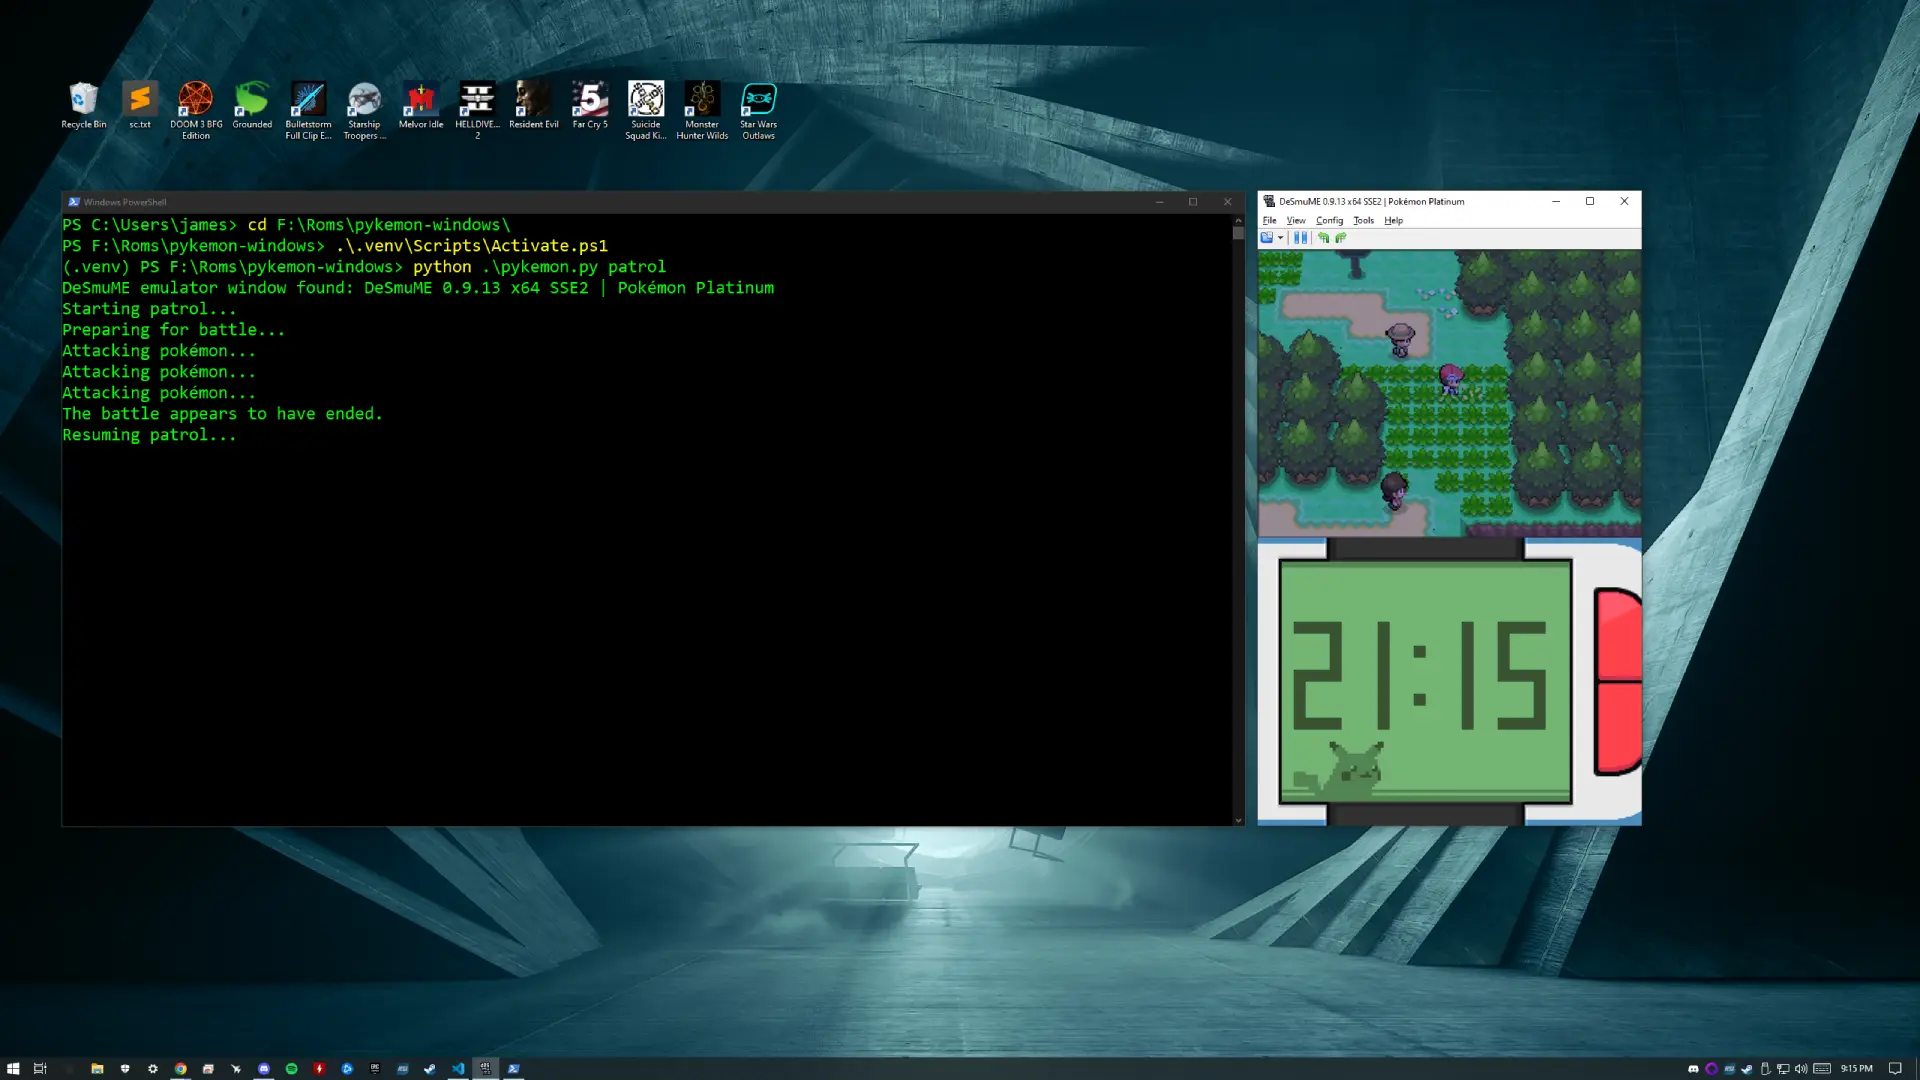 Recycle Bin
sc.txt
DOOM 3 BFG Edition
Grounded
Bulletstorm Full Clip E...
Starship Troopers ...
Melvor Idle
HELLDIVE... 2
Resident Evil
5
Far Cry 5
Suicide Squad Ki...
Monster Hunter Wilds
Star Wars Outlaws
Windows PowerShell
PS C:\Users\james> cd F:\Roms\pykemon-windows\
PS F:\Roms\pykemon-windows> .\.venv\Scripts\Activate.ps1
(.venv) PS F:\Roms\pykemon-windows> python .\pykemon.py patrol
DeSmuME emulator window found: DeSmuME 0.9.13 x64 SSE2 | Pokémon Platinum
Starting patrol...
Preparing for battle...
Attacking pokémon...
Attacking pokémon...
Attacking pokémon...
The battle appears to have ended.
Resuming patrol...
DeSmuME 0.9.13 x64 SSE2 | Pokémon Platinum
File View Config Tools Help
21:15
9:15 PM